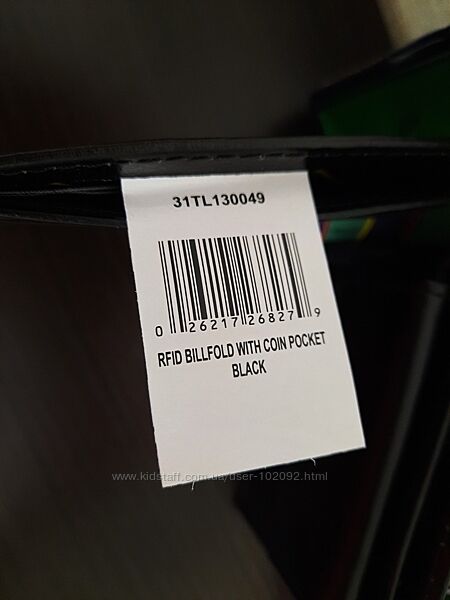 31TL130049
0 26217 26827 9
RFID BILLFOLD WITH COIN POCKET
BLACK
www.kidstaff.com.ua/user-102092.html